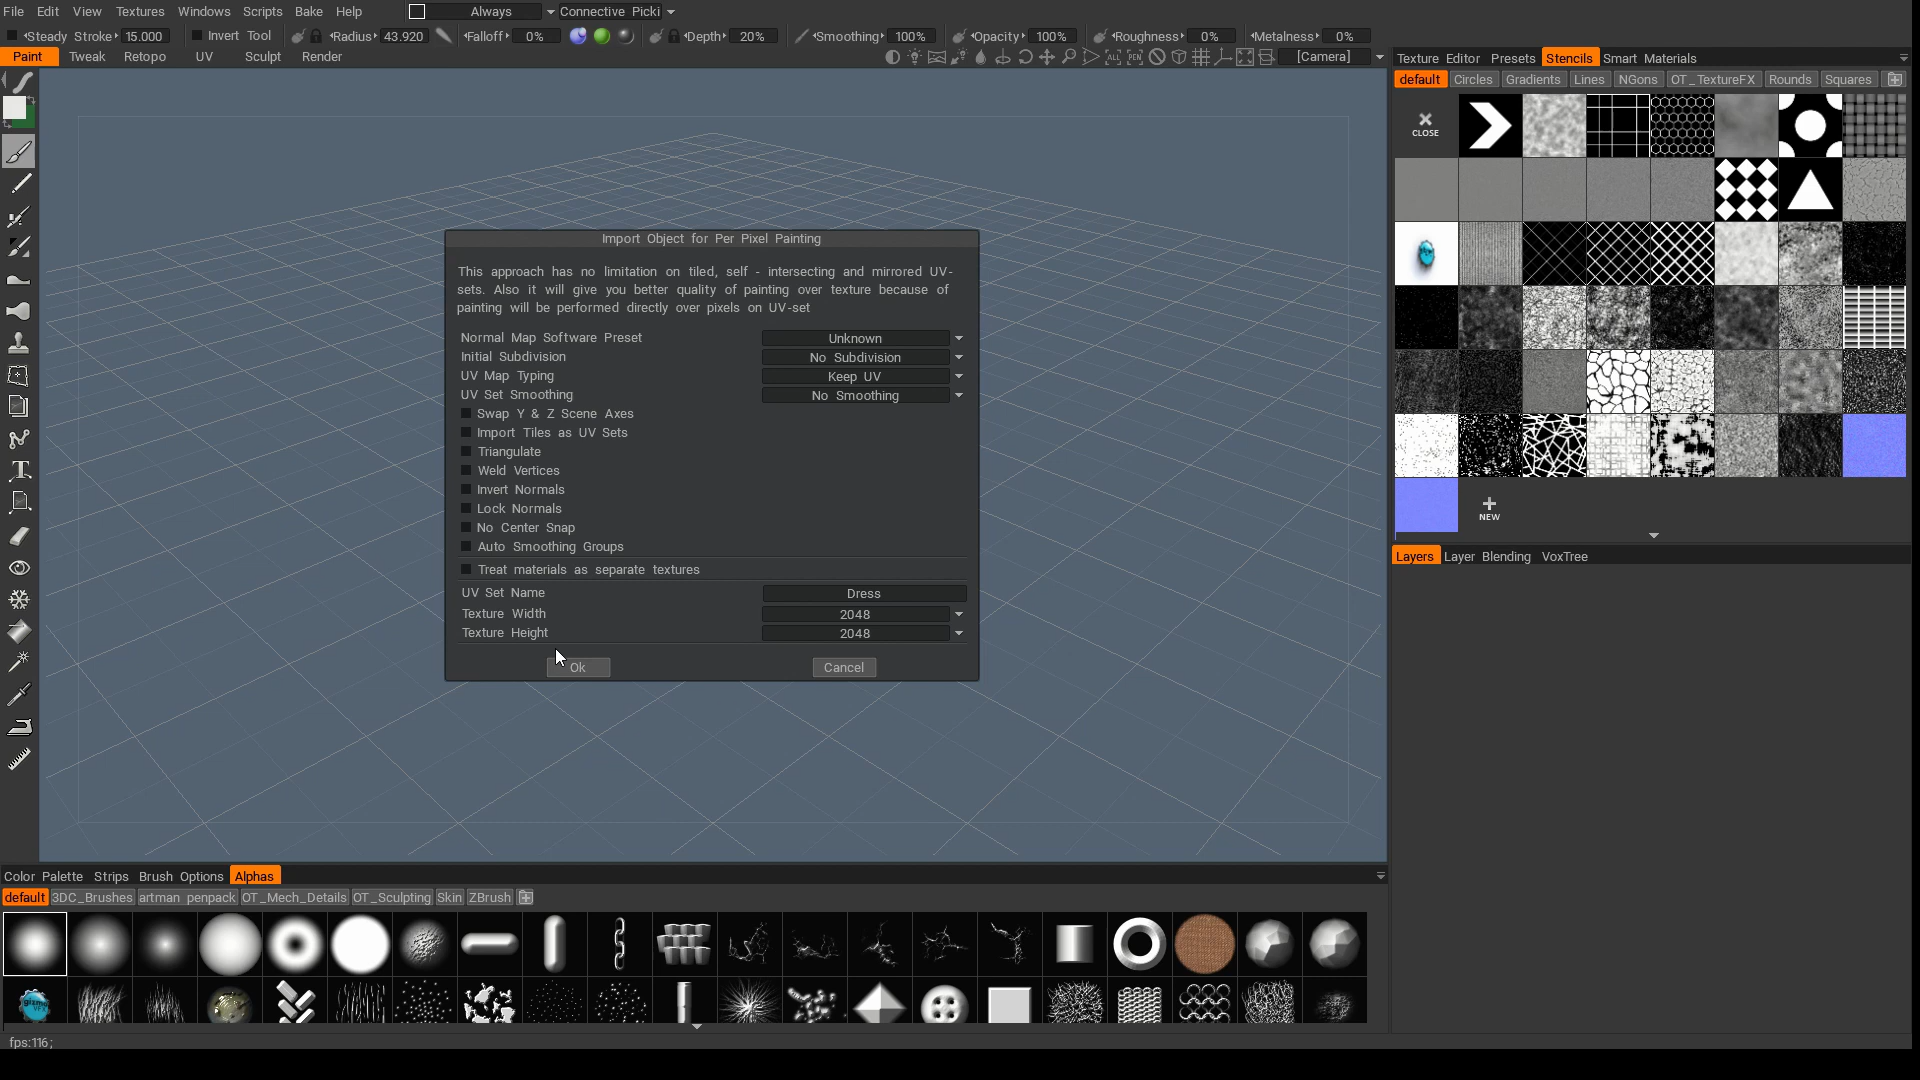 File Edit View Textures Windows Scripts Bake Help Always Connective Picki
Steady Stroke 15.000 Invert Tool Radius 43.920 Falloff 0% Depth 20% Smoothing 100% Opacity 100% Roughness 0% Metalness 0%
Paint Tweak Retopo UV Sculpt Render [Camera]
Texture Editor Presets Stencils Smart Materials
default Circles Gradients Lines NGons OT_TextureFX Rounds Squares
CLOSE
NEW
Layers Layer Blending VoxTree
Import Object for Per Pixel Painting
This approach has no limitation on tiled, self - intersecting and mirrored UV-
sets. Also it will give you better quality of painting over texture because of
painting will be performed directly over pixels on UV-set
Normal Map Software Preset Unknown
Initial Subdivision No Subdivision
UV Map Typing Keep UV
UV Set Smoothing No Smoothing
Swap Y & Z Scene Axes
Import Tiles as UV Sets
Triangulate
Weld Vertices
Invert Normals
Lock Normals
No Center Snap
Auto Smoothing Groups
Treat materials as separate textures
UV Set Name Dress
Texture Width 2048
Texture Height 2048
Ok Cancel
Color Palette Strips Brush Options Alphas
default 3DC_Brushes artman penpack OT_Mech_Details OT_Sculpting Skin ZBrush
fps:116;